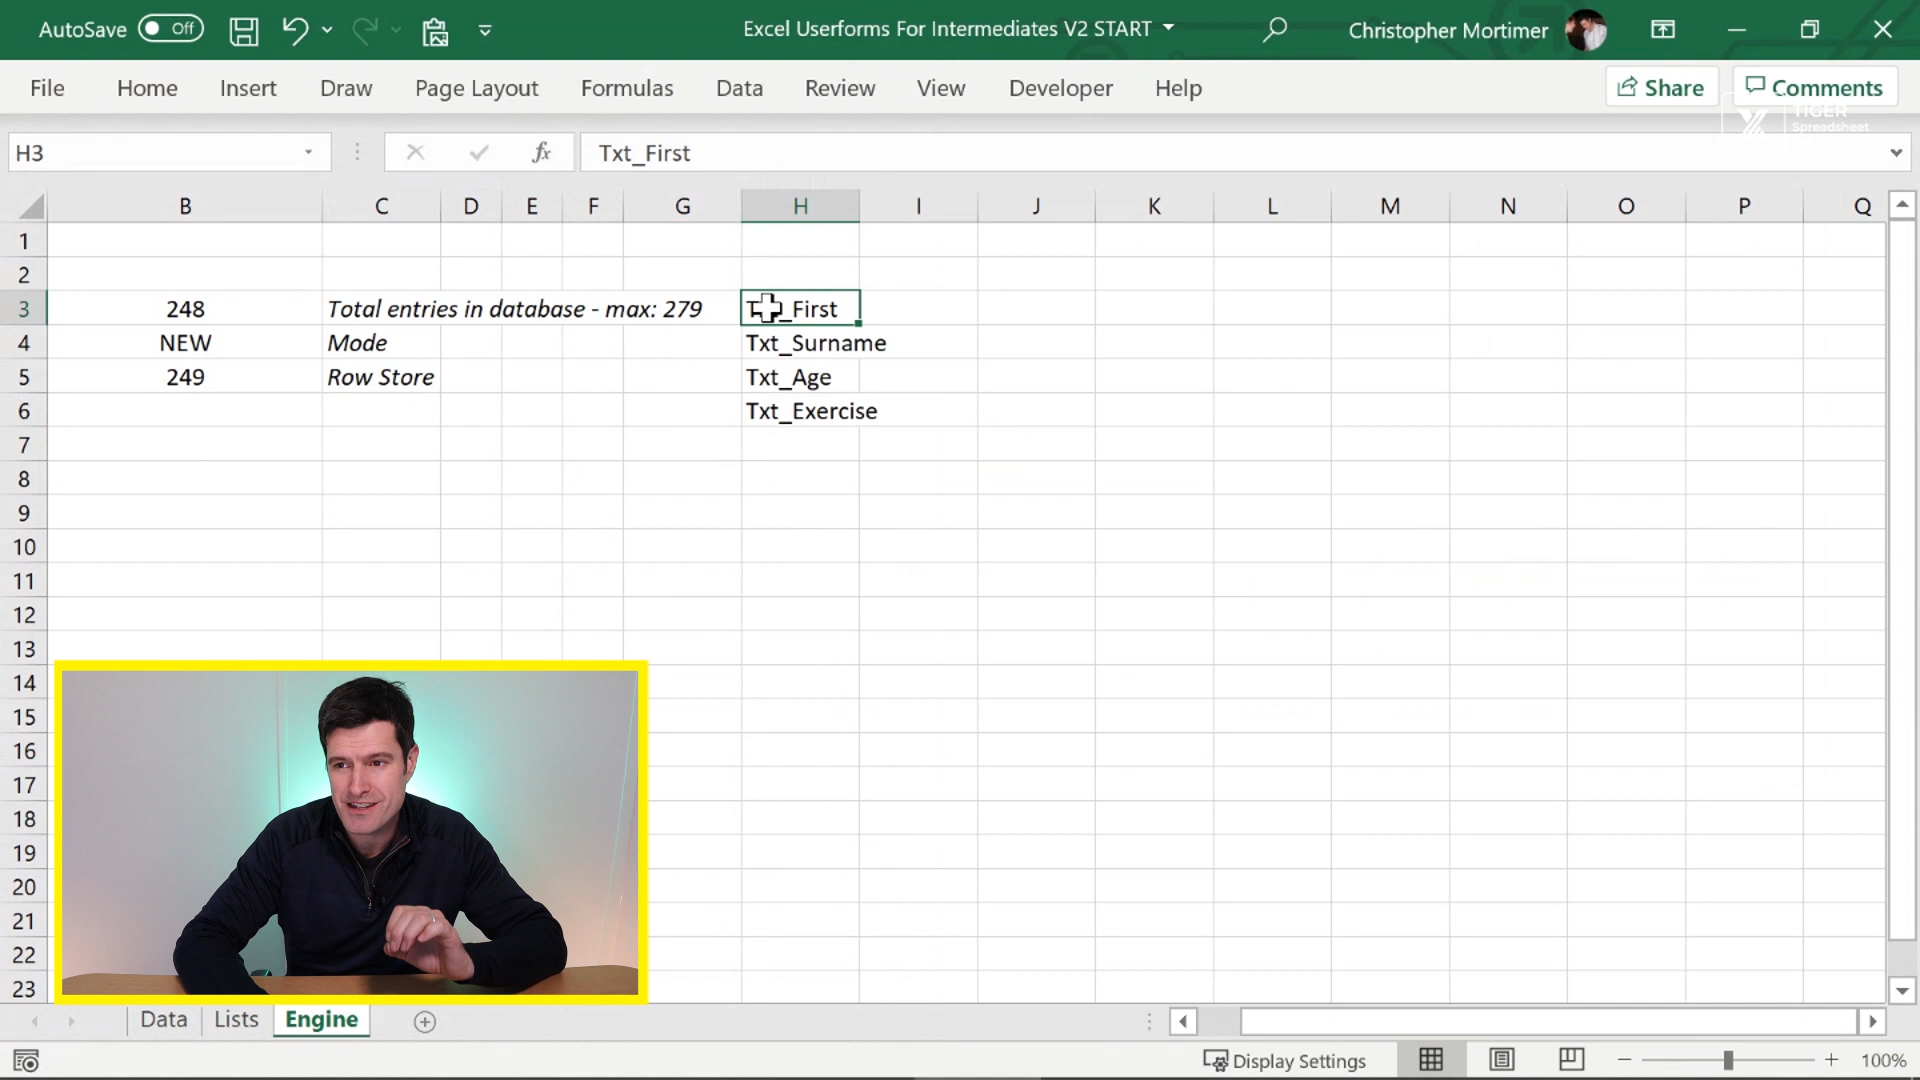 AutoSave Off Excel Userforms For Intermediates V2 START Christopher Mortimer
File Home Insert Draw Page Layout Formulas Data Review View Developer Help Share Comments
TIGER
Spreadsheet
H3 fx Txt_First
B C D E F G H I J K L M N O P Q
1
2
3 248 Total entries in database - max: 279 Txt_First
4 NEW Mode Txt_Surname
5 249 Row Store Txt_Age
6 Txt_Exercise
7
8
9
10
11
12
13
14
15
16
17
18
19
20
21
22
23
Data Lists Engine
Display Settings 100%